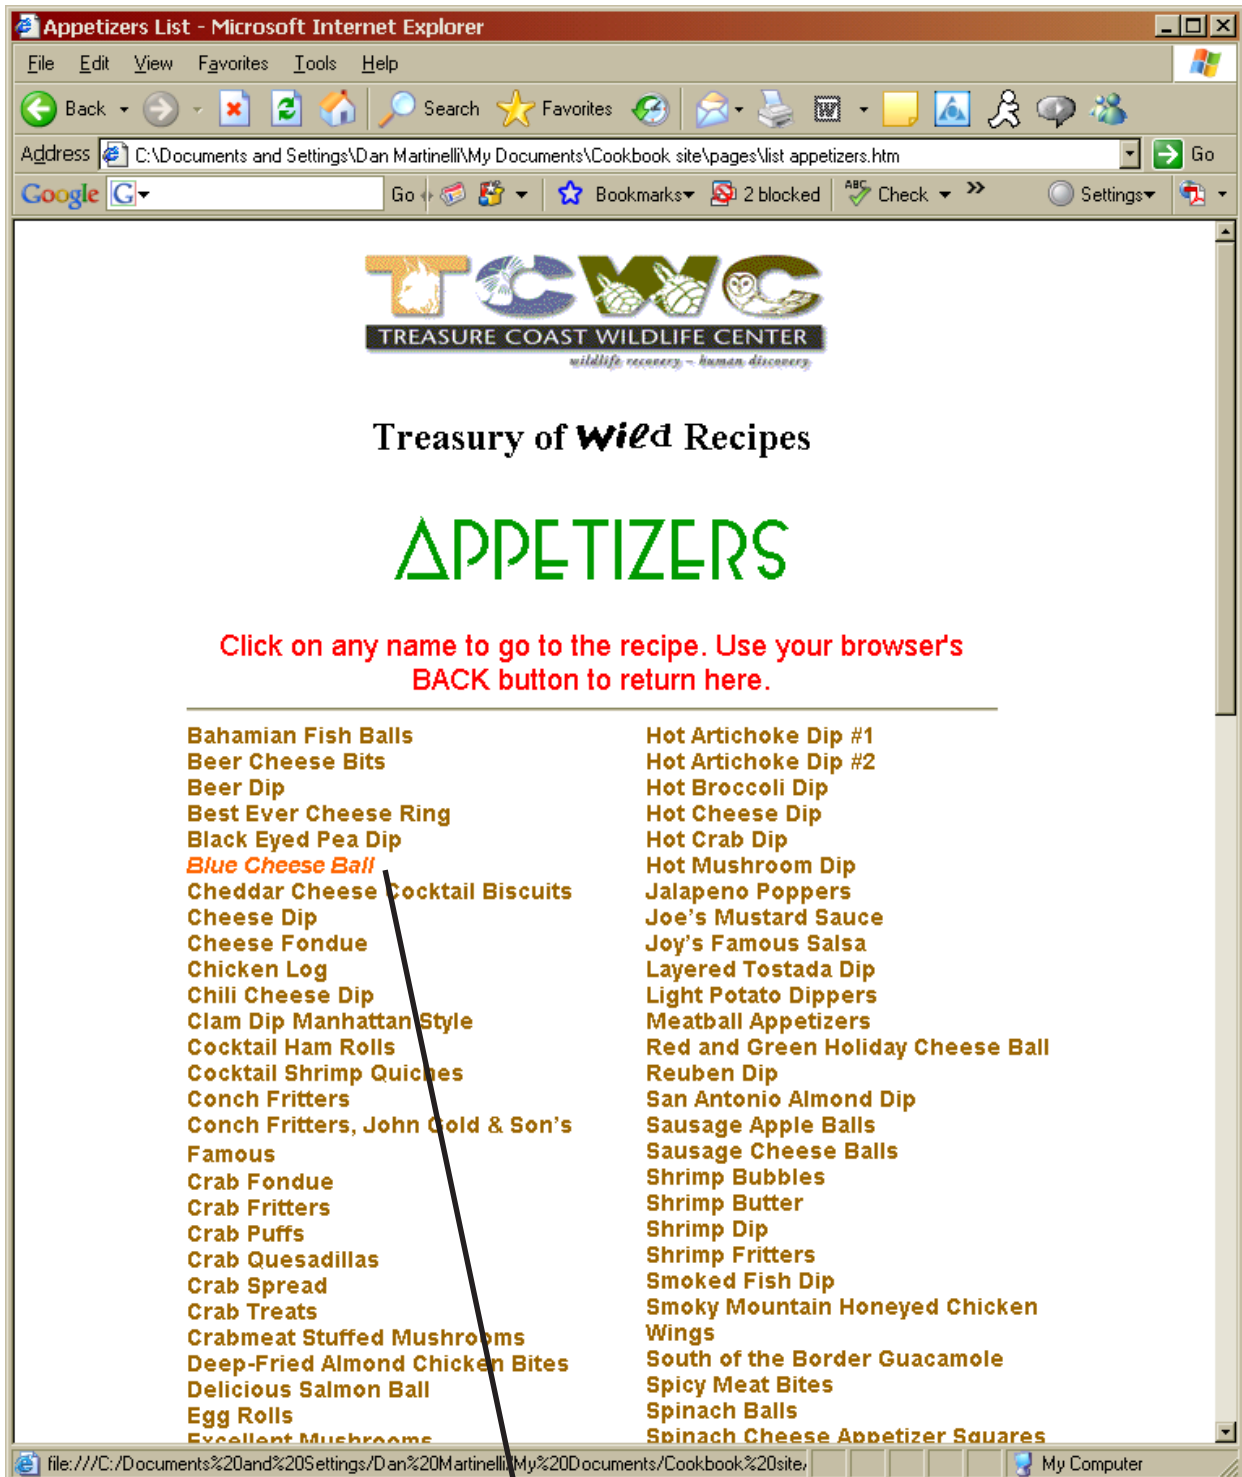 Appetizers List - Microsoft Internet Explorer
File Edit View Favorites Tools Help
Back Search Favorites
Address C:\Documents and Settings\Dan Martinelli\My Documents\Cookbook site\pages\list appetizers.htm Go
Google G Go Bookmarks 2 blocked ABC Check » Settings
TCWC
TREASURE COAST WILDLIFE CENTER
wildlife recovery – human discovery
Treasury of wild Recipes
APPETIZERS
Click on any name to go to the recipe. Use your browser's
BACK button to return here.
Bahamian Fish Balls
Beer Cheese Bits
Beer Dip
Best Ever Cheese Ring
Black Eyed Pea Dip
Blue Cheese Ball
Cheddar Cheese Cocktail Biscuits
Cheese Dip
Cheese Fondue
Chicken Log
Chili Cheese Dip
Clam Dip Manhattan Style
Cocktail Ham Rolls
Cocktail Shrimp Quiches
Conch Fritters
Conch Fritters, John Gold & Son's
Famous
Crab Fondue
Crab Fritters
Crab Puffs
Crab Quesadillas
Crab Spread
Crab Treats
Crabmeat Stuffed Mushrooms
Deep-Fried Almond Chicken Bites
Delicious Salmon Ball
Egg Rolls
Excellent Mushrooms
Hot Artichoke Dip #1
Hot Artichoke Dip #2
Hot Broccoli Dip
Hot Cheese Dip
Hot Crab Dip
Hot Mushroom Dip
Jalapeno Poppers
Joe's Mustard Sauce
Joy's Famous Salsa
Layered Tostada Dip
Light Potato Dippers
Meatball Appetizers
Red and Green Holiday Cheese Ball
Reuben Dip
San Antonio Almond Dip
Sausage Apple Balls
Sausage Cheese Balls
Shrimp Bubbles
Shrimp Butter
Shrimp Dip
Shrimp Fritters
Smoked Fish Dip
Smoky Mountain Honeyed Chicken
Wings
South of the Border Guacamole
Spicy Meat Bites
Spinach Balls
Spinach Cheese Appetizer Squares
file:///C:/Documents%20and%20Settings/Dan%20Martinelli/My%20Documents/Cookbook%20site/ My Computer